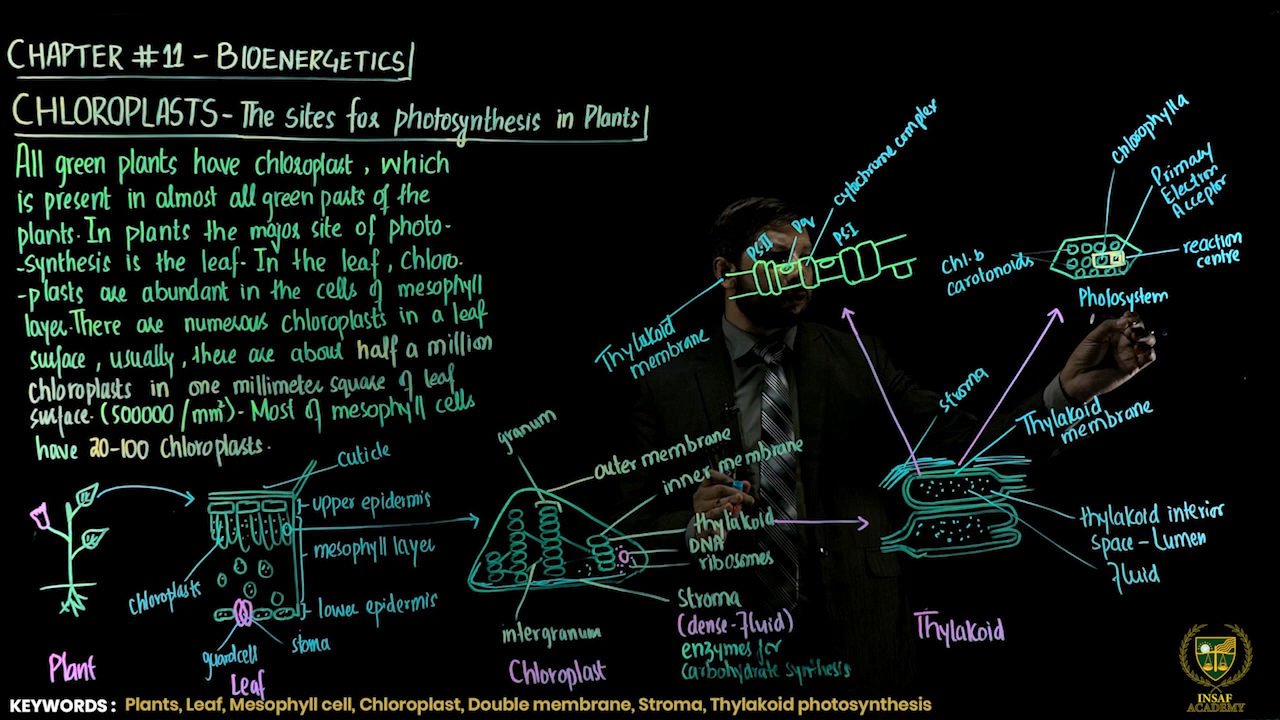 CHAPTER #11 - BIOENERGETICS
CHLOROPLASTS - The sites for photosynthesis in Plants
All green plants have chloroplast, which
is present in almost all green parts of the
plants. In plants the major site of photo-
-synthesis is the leaf. In the leaf, Chloro-
-plasts are abundant in the cells of mesophyll
layer. There are numerous Chloroplasts in a leaf
surface, usually, there are about half a million
Chloroplasts in one millimeter square of leaf
surface. (500000/mm²). Most of mesophyll cells
have 20-100 Chloroplasts.
Plant
cuticle
upper epidermis
mesophyll layer
lower epidermis
chloroplasts
guard cell
stoma
Leaf
granum
outer membrane
inner membrane
thylakoid
DNA
ribosomes
Stroma
(dense-fluid)
enzymes for
carbohydrate synthesis
intergranum
Chloroplast
Thylakoid
membrane
PS.II
cytochrome complex
PS.I
chlorophyll a
Primary
Electron
Acceptor
reaction
centre
Chl.b
carotonoids
Photosystem
stroma
Thylakoid
membrane
thylakoid interior
space - Lumen
fluid
Thylakoid
INSAF
ACADEMY
KEYWORDS : Plants, Leaf, Mesophyll cell, Chloroplast, Double membrane, Stroma, Thylakoid photosynthesis